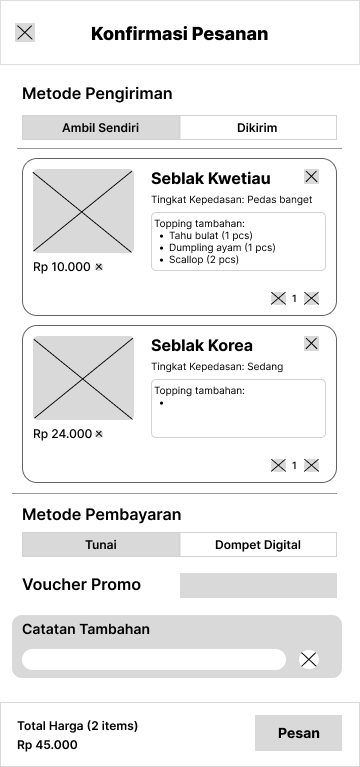 Konfirmasi Pesanan
Metode Pengiriman
Ambil Sendiri
Dikirim
Seblak Kwetiau
Tingkat Kepedasan: Pedas banget
Topping tambahan:
• Tahu bulat (1 pcs)
• Dumpling ayam (1 pcs)
• Scallop (2 pcs)
Rp 10.000
1
Seblak Korea
Tingkat Kepedasan: Sedang
Topping tambahan:
•
Rp 24.000
1
Metode Pembayaran
Tunai
Dompet Digital
Voucher Promo
Catatan Tambahan
Total Harga (2 items)
Rp 45.000
Pesan